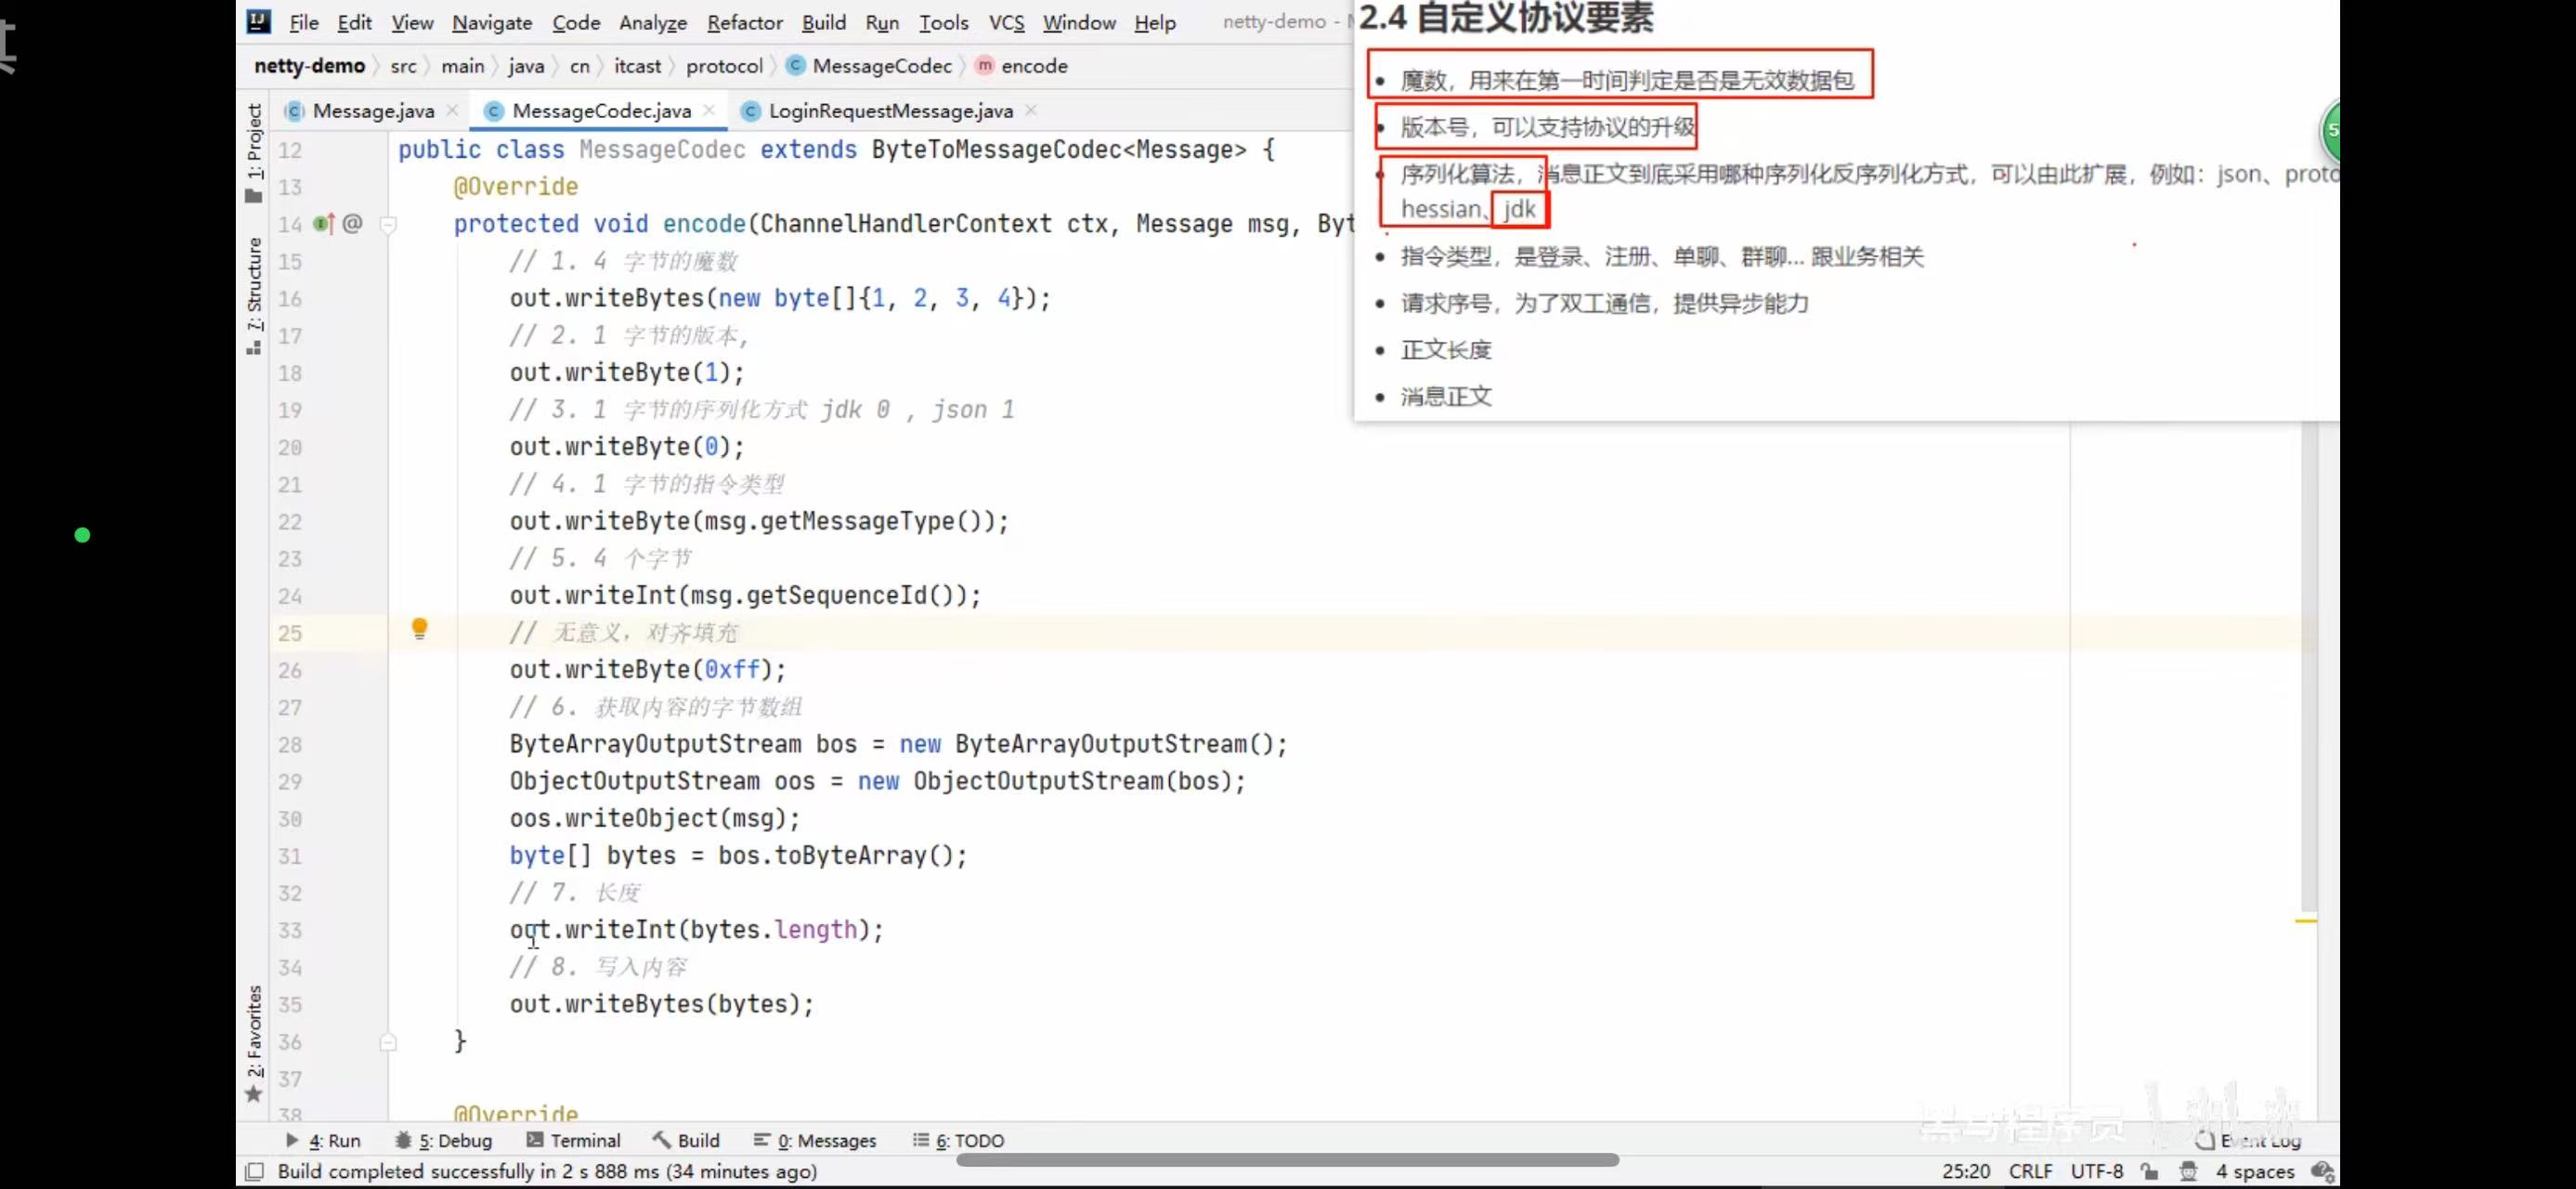 File Edit View Navigate Code Analyze Refactor Build Run Tools VCS Window Help netty-demo -
netty-demo src main java cn itcast protocol MessageCodec encode
Message.java MessageCodec.java LoginRequestMessage.java
1: Project
7: Structure
2: Favorites
12 public class MessageCodec extends ByteToMessageCodec<Message> {
13 @Override
14 protected void encode(ChannelHandlerContext ctx, Message msg, Byt
15 // 1. 4 字节的魔数
16 out.writeBytes(new byte[]{1, 2, 3, 4});
17 // 2. 1 字节的版本,
18 out.writeByte(1);
19 // 3. 1 字节的序列化方式 jdk 0 , json 1
20 out.writeByte(0);
21 // 4. 1 字节的指令类型
22 out.writeByte(msg.getMessageType());
23 // 5. 4 个字节
24 out.writeInt(msg.getSequenceId());
25 // 无意义，对齐填充
26 out.writeByte(0xff);
27 // 6. 获取内容的字节数组
28 ByteArrayOutputStream bos = new ByteArrayOutputStream();
29 ObjectOutputStream oos = new ObjectOutputStream(bos);
30 oos.writeObject(msg);
31 byte[] bytes = bos.toByteArray();
32 // 7. 长度
33 out.writeInt(bytes.length);
34 // 8. 写入内容
35 out.writeBytes(bytes);
36 }
37
38 @Override
2.4 自定义协议要素
• 魔数，用来在第一时间判定是否是无效数据包
• 版本号，可以支持协议的升级
• 序列化算法，消息正文到底采用哪种序列化反序列化方式，可以由此扩展，例如：json、proto
hessian、jdk
• 指令类型，是登录、注册、单聊、群聊... 跟业务相关
• 请求序号，为了双工通信，提供异步能力
• 正文长度
• 消息正文
5
黑马程序员
4: Run 5: Debug Terminal Build 0: Messages 6: TODO Event Log
Build completed successfully in 2 s 888 ms (34 minutes ago) 25:20 CRLF UTF-8 4 spaces